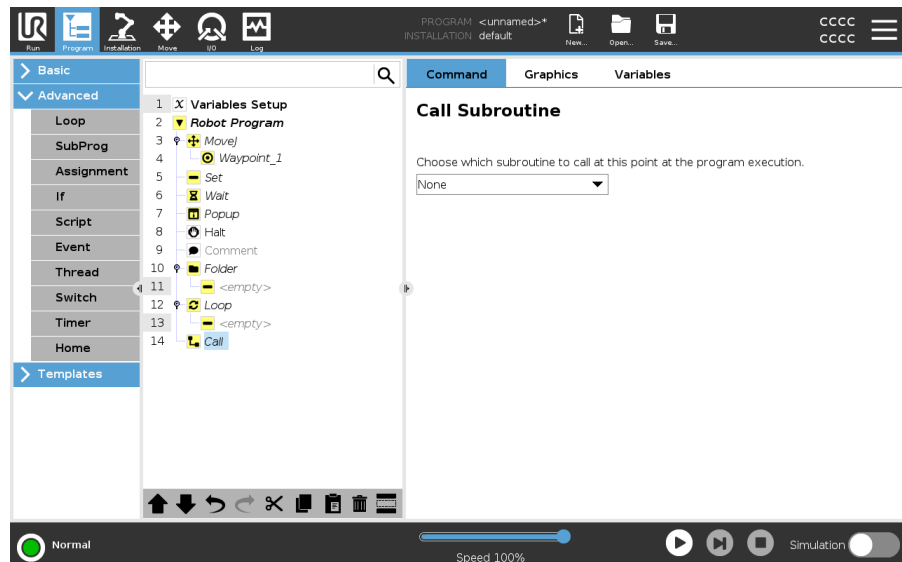 UR
Run
Program
Installation
Move
I/O
Log
PROGRAM <unnamed>*
INSTALLATION default
New...
Open...
Save...
CCCC
CCCC
Basic
Advanced
Loop
SubProg
Assignment
If
Script
Event
Thread
Switch
Timer
Home
Templates
1 X Variables Setup
2 Robot Program
3 MoveJ
4 Waypoint_1
5 Set
6 Wait
7 Popup
8 Halt
9 Comment
10 Folder
11 <empty>
12 Loop
13 <empty>
14 Call
Command Graphics Variables
Call Subroutine
Choose which subroutine to call at this point at the program execution.
None
Normal
Speed 100%
Simulation